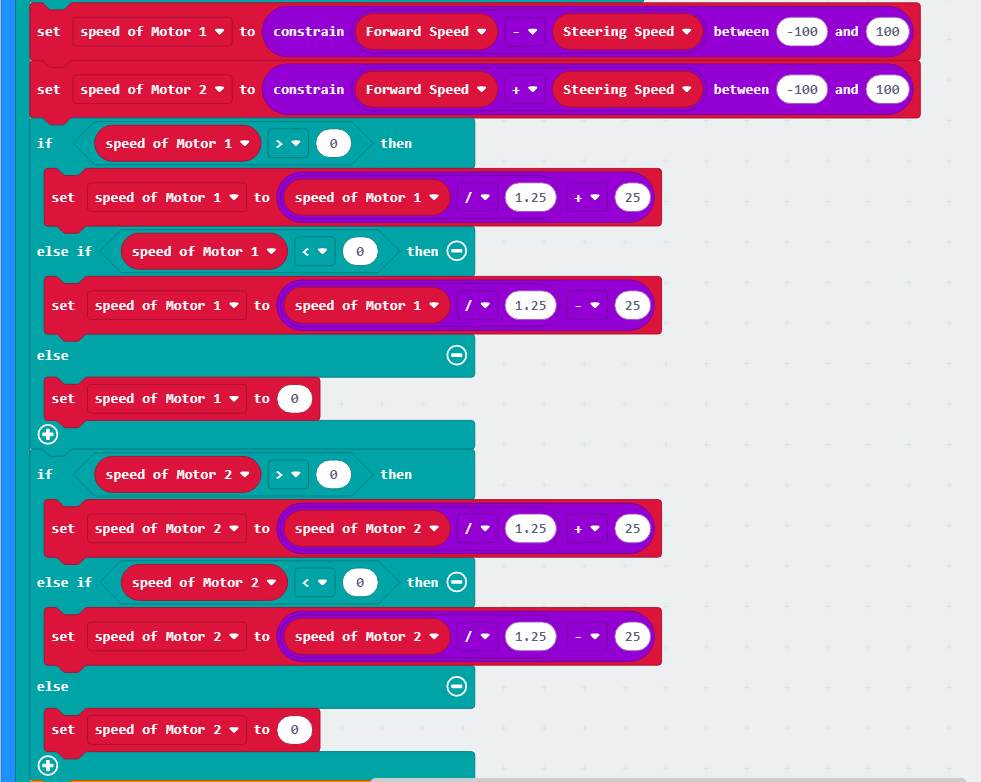 set speed of Motor 1 to constrain Forward Speed - Steering Speed between -100 and 100
set speed of Motor 2 to constrain Forward Speed + Steering Speed between -100 and 100
if speed of Motor 1 > 0 then
set speed of Motor 1 to speed of Motor 1 / 1.25 + 25
else if speed of Motor 1 < 0 then
set speed of Motor 1 to speed of Motor 1 / 1.25 - 25
else
set speed of Motor 1 to 0
if speed of Motor 2 > 0 then
set speed of Motor 2 to speed of Motor 2 / 1.25 + 25
else if speed of Motor 2 < 0 then
set speed of Motor 2 to speed of Motor 2 / 1.25 - 25
else
set speed of Motor 2 to 0